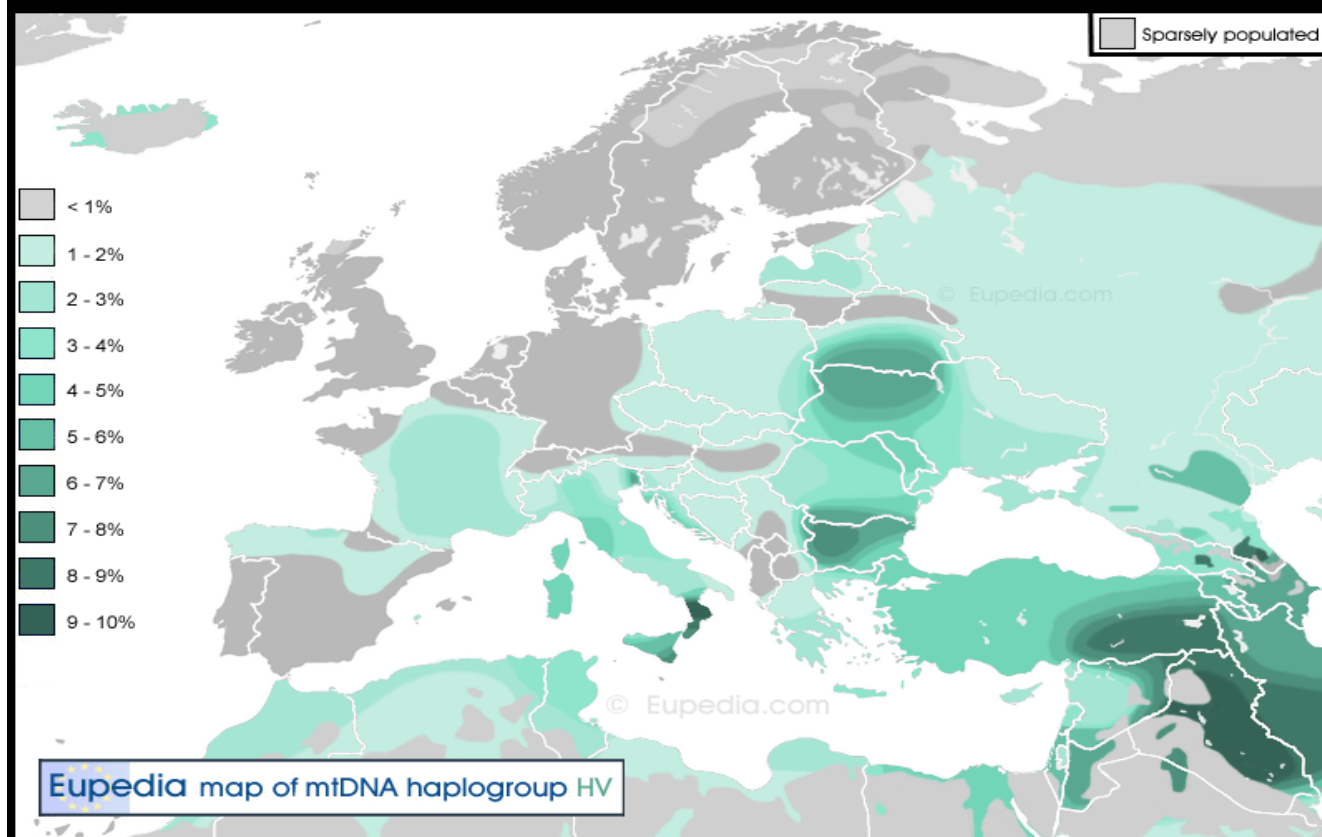 Sparsely populated
< 1%
1 - 2%
2 - 3%
3 - 4%
4 - 5%
5 - 6%
6 - 7%
7 - 8%
8 - 9%
9 - 10%
© Eupedia.com
© Eupedia.com
Eupedia map of mtDNA haplogroup HV